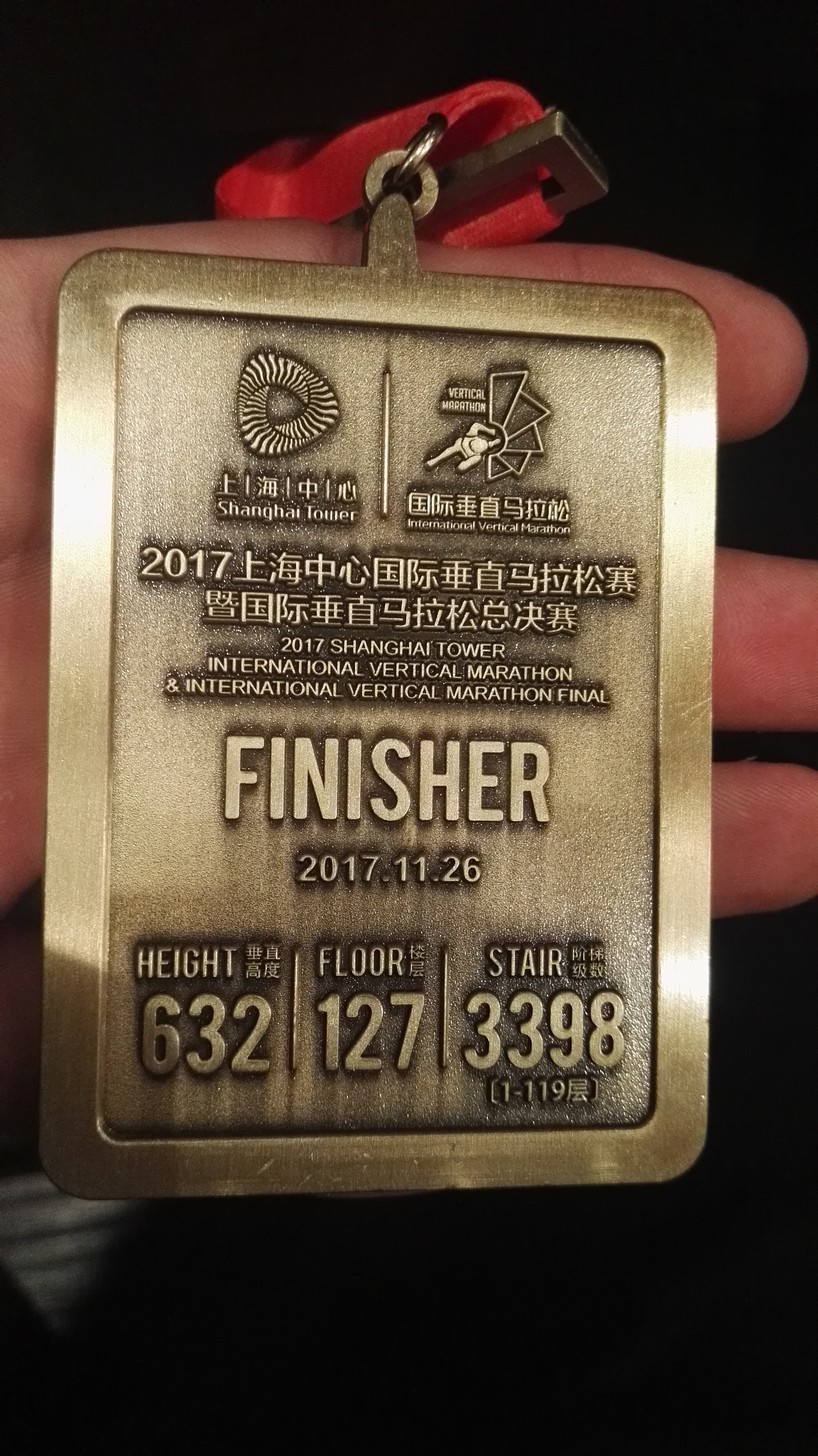 VERTICAL
MARATHON
上|海|中|心
Shanghai Tower
国际垂直马拉松
International Vertical Marathon
2017上海中心国际垂直马拉松赛
暨国际垂直马拉松总决赛
2017 SHANGHAI TOWER
INTERNATIONAL VERTICAL MARATHON
& INTERNATIONAL VERTICAL MARATHON FINAL
FINISHER
2017.11.26
HEIGHT 垂直高度
632
FLOOR 楼层
127
STAIR 阶梯级数
3398
[1-119层]